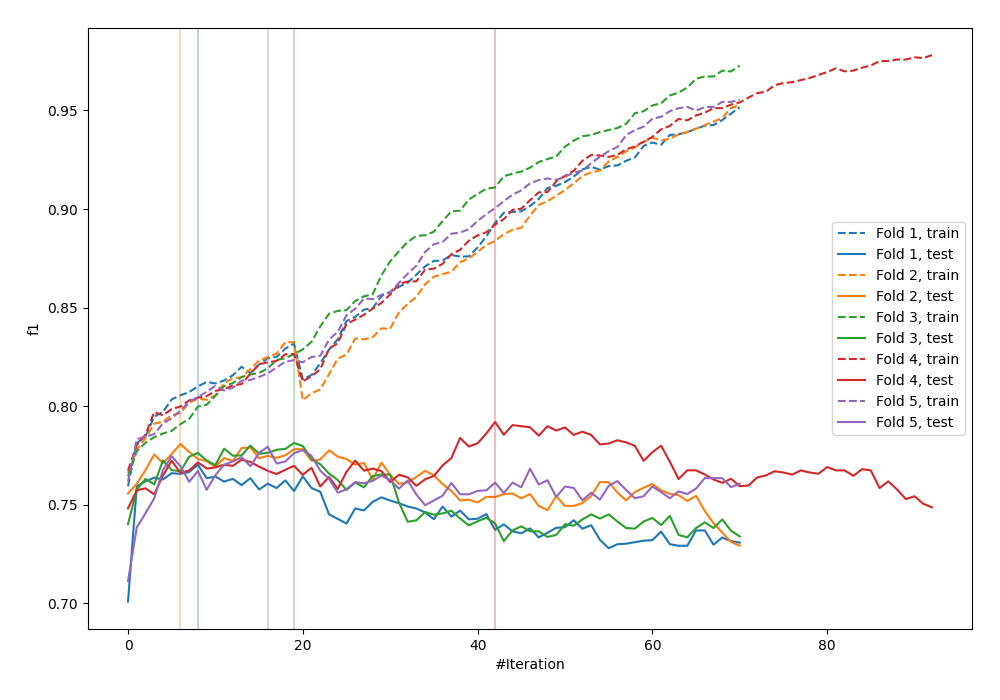 0.95
0.90
0.85
0.80
0.75
0.70
f1
0
20
40
60
80
#Iteration
Fold 1, train
Fold 1, test
Fold 2, train
Fold 2, test
Fold 3, train
Fold 3, test
Fold 4, train
Fold 4, test
Fold 5, train
Fold 5, test